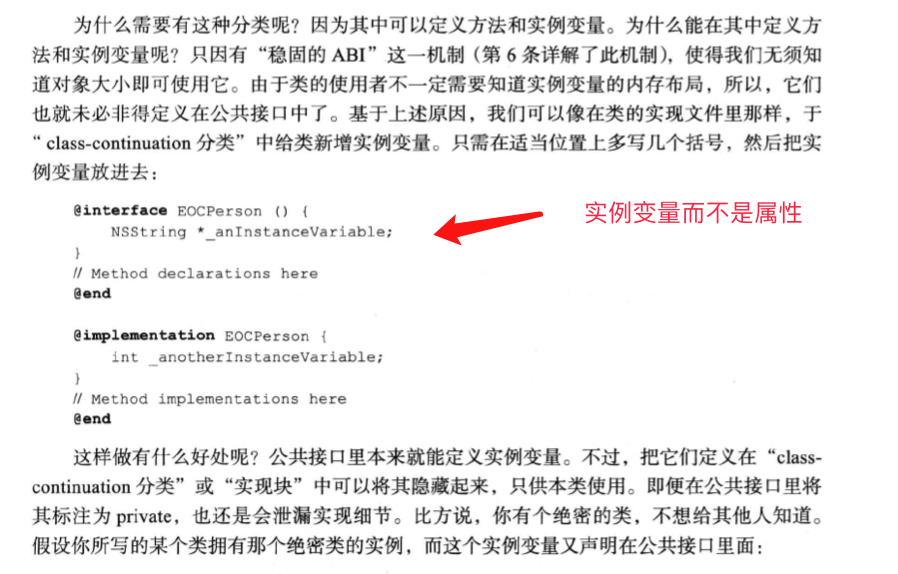 为什么需要有这种分类呢？因为其中可以定义方法和实例变量。为什么能在其中定义方
法和实例变量呢？只因有“稳固的 ABI”这一机制（第 6 条详解了此机制），使得我们无须知
道对象大小即可使用它。由于类的使用者不一定需要知道实例变量的内存布局，所以，它们
也就未必非得定义在公共接口中了。基于上述原因，我们可以像在类的实现文件里那样，于
“ class-continuation 分类”中给类新增实例变量。只需在适当位置上多写几个括号，然后把实
例变量放进去：
@interface EOCPerson () {
NSString *_anInstanceVariable;
实例变量而不是属性
}
// Method declarations here
@end
@implementation EOCPerson {
int _anotherInstanceVariable;
}
// Method implementations here
@end
这样做有什么好处呢？公共接口里本来就能定义实例变量。不过，把它们定义在“class-
continuation 分类”或“实现块”中可以将其隐藏起来，只供本类使用。即便在公共接口里将
其标注为 private，也还是会泄漏实现细节。比方说，你有个绝密的类，不想给其他人知道。
假设你所写的某个类拥有那个绝密类的实例，而这个实例变量又声明在公共接口里面：